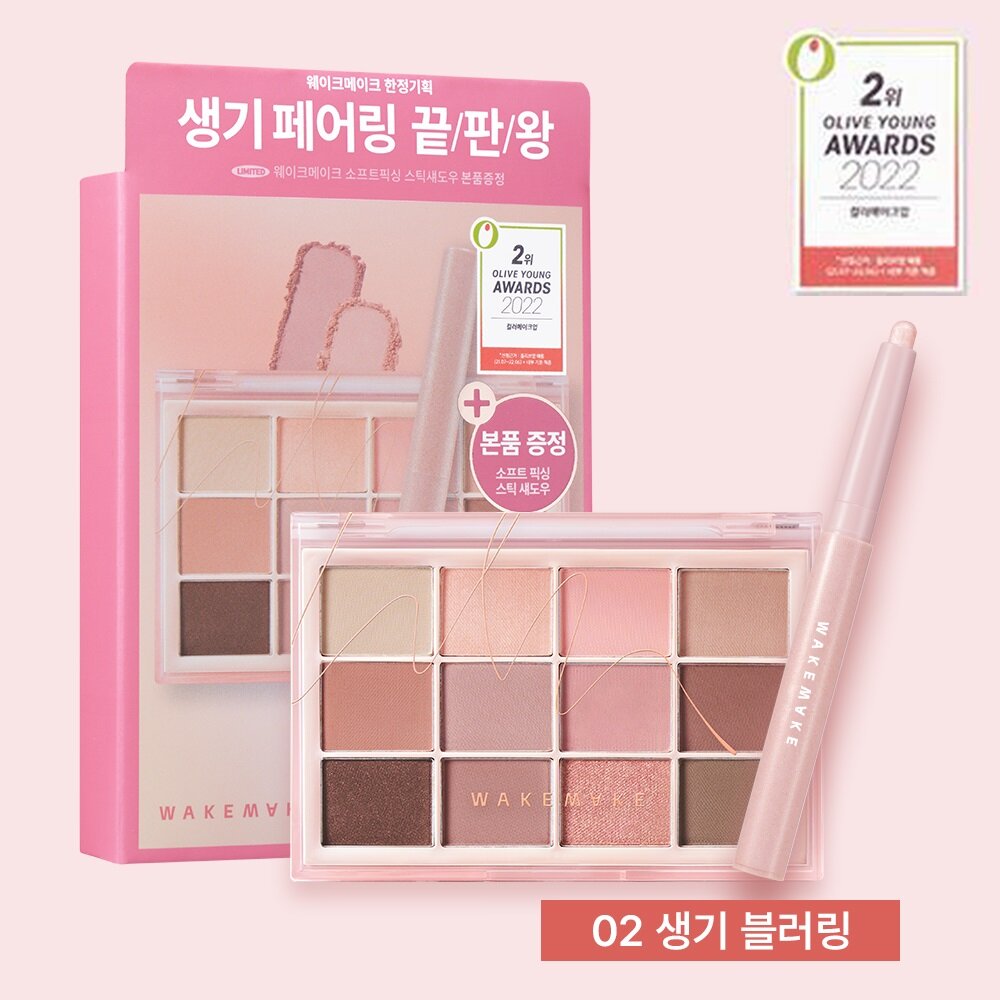 웨이크메이크 한정기획
생기 페어링 끝/판/왕
LIMITED 웨이크메이크 소프트픽싱 스틱섀도우 본품증정
2위
OLIVE YOUNG
AWARDS
2022
컬러메이크업
+
본품 증정
소프트 픽싱
스틱 섀도우
WAKEMAK
2위
OLIVE YOUNG
AWARDS
2022
컬러메이크업
WAKEMAKE
WAKEMAKE
02 생기 블러링